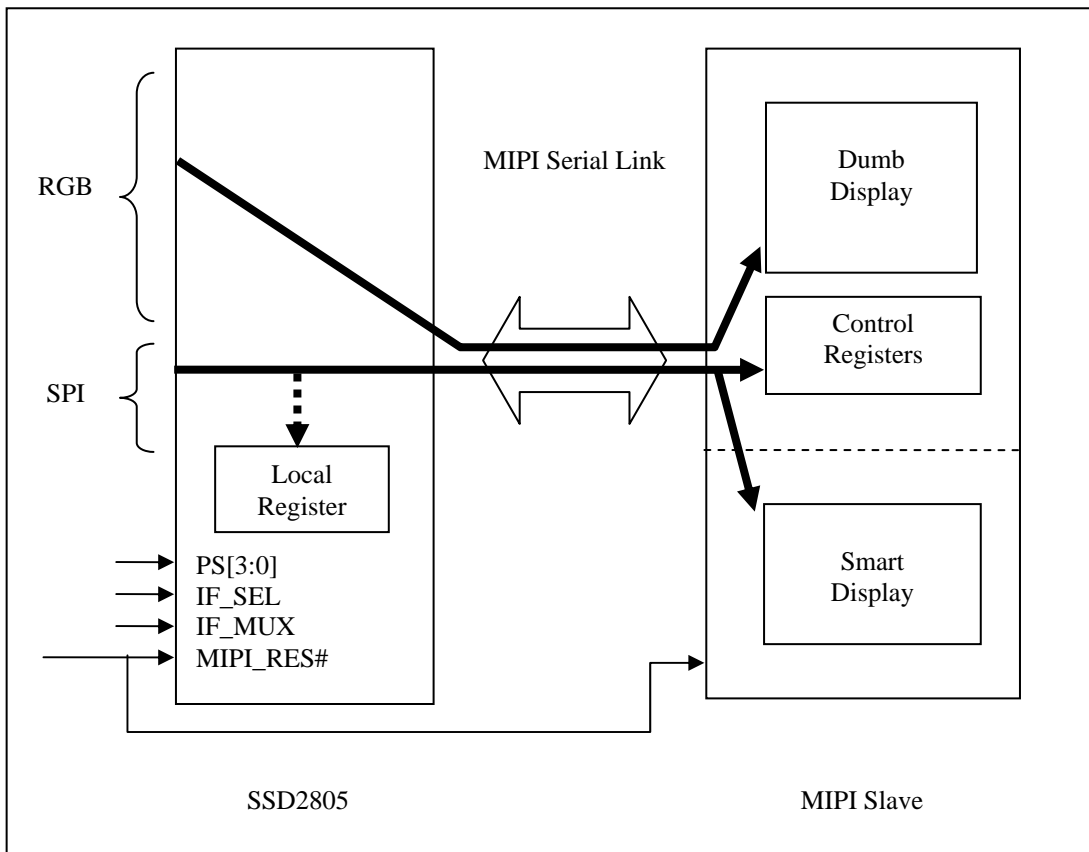 RGB
SPI
MIPI Serial Link
Dumb
Display
Control
Registers
Local
Register
PS[3:0]
IF_SEL
IF_MUX
MIPI_RES#
Smart
Display
SSD2805
MIPI Slave